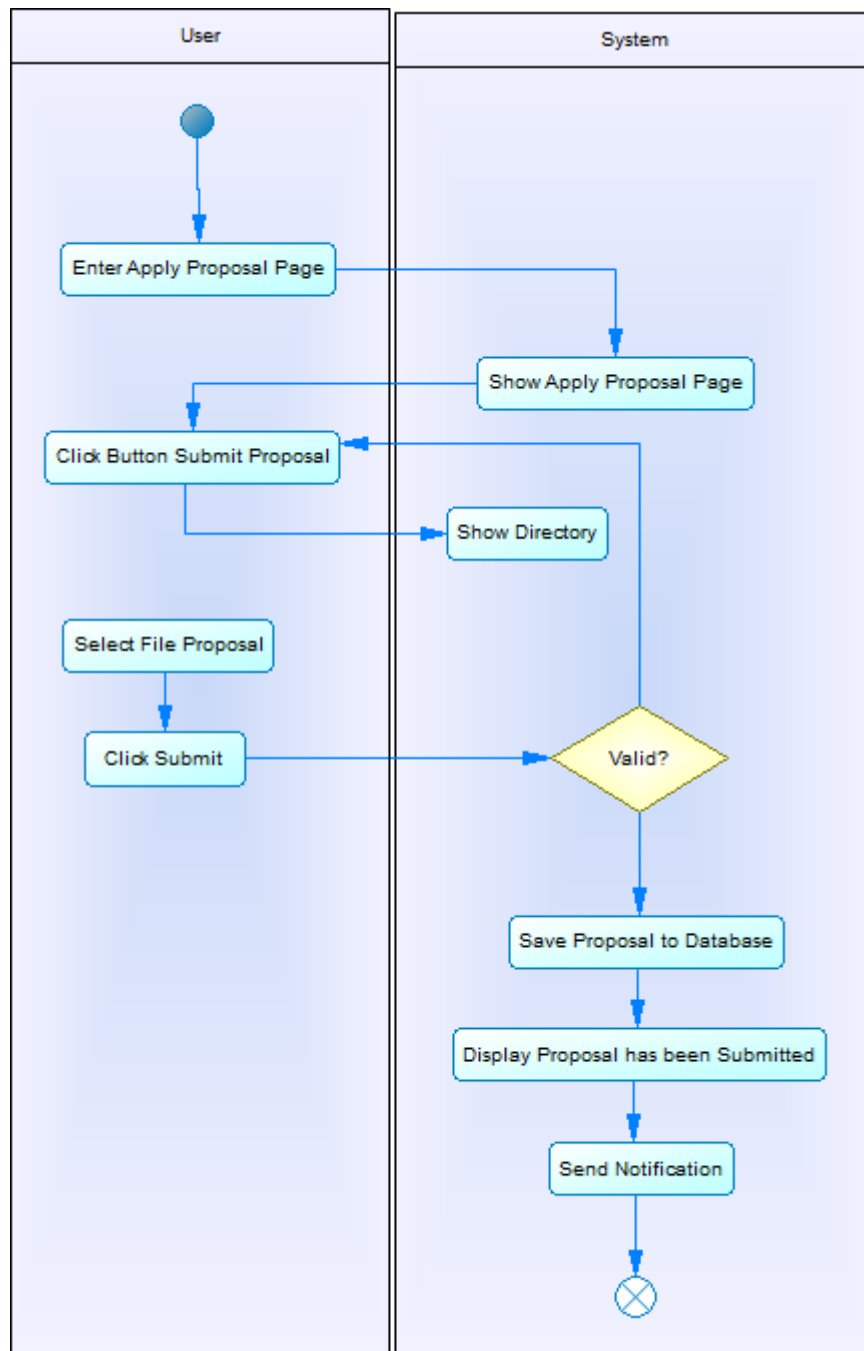 User
System
Enter Apply Proposal Page
Show Apply Proposal Page
Click Button Submit Proposal
Show Directory
Select File Proposal
Click Submit
Valid?
Save Proposal to Database
Display Proposal has been Submitted
Send Notification